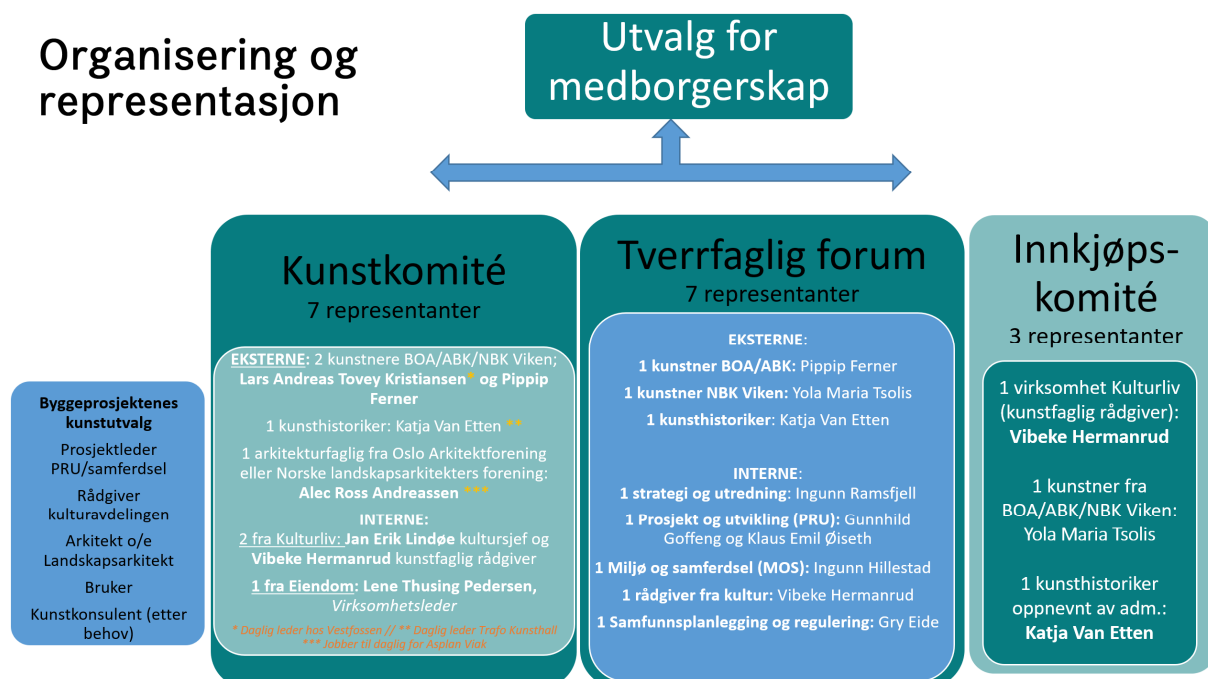 Organisering og
representasjon
Utvalg for
medborgerskap
Byggeprosjektenes
kunstutvalg
Prosjektleder
PRU/samferdsel
Rådgiver
kulturavdelingen
Arkitekt o/e
Landskapsarkitekt
Bruker
Kunstkonsulent (etter
behov)
Kunstkomité
7 representanter
EKSTERNE: 2 kunstnere BOA/ABK/NBK Viken;
Lars Andreas Tovey Kristiansen* og Pippip
Ferner
1 kunsthistoriker: Katja Van Etten **
1 arkitekturfaglig fra Oslo Arkitektforening
eller Norske landskapsarkitekters forening:
Alec Ross Andreassen ***
INTERNE:
2 fra Kulturliv: Jan Erik Lindøe kultursjef og
Vibeke Hermanrud kunstfaglig rådgiver
1 fra Eiendom: Lene Thusing Pedersen,
Virksomhetsleder
* Daglig leder hos Vestfossen // ** Daglig leder Trafo Kunsthall
*** Jobber til daglig for Asplan Viak
Tverrfaglig forum
7 representanter
EKSTERNE:
1 kunstner BOA/ABK: Pippip Ferner
1 kunstner NBK Viken: Yola Maria Tsolis
1 kunsthistoriker: Katja Van Etten
INTERNE:
1 strategi og utredning: Ingunn Ramsfjell
1 Prosjekt og utvikling (PRU): Gunnhild
Goffeng og Klaus Emil Øiseth
1 Miljø og samferdsel (MOS): Ingunn Hillestad
1 rådgiver fra kultur: Vibeke Hermanrud
1 Samfunnsplanlegging og regulering: Gry Eide
Innkjøps-
komité
3 representanter
1 virksomhet Kulturliv
(kunstfaglig rådgiver):
Vibeke Hermanrud
1 kunstner fra
BOA/ABK/NBK Viken:
Yola Maria Tsolis
1 kunsthistoriker
oppnevnt av adm.:
Katja Van Etten